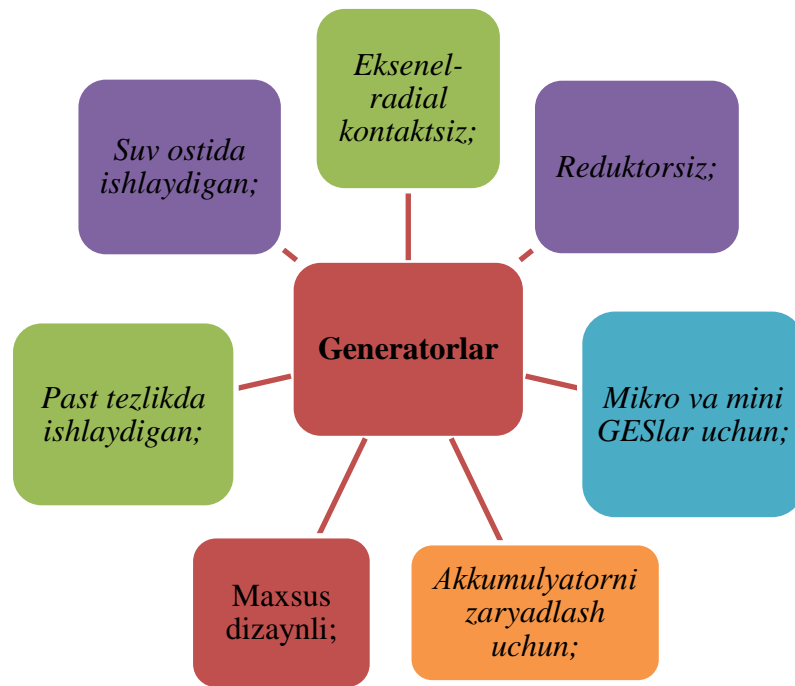 Eksenel-
radial
kontaktsiz;
Suv ostida
ishlaydigan;
Reduktorsiz;
Generatorlar
Past tezlikda
ishlaydigan;
Mikro va mini
GESlar uchun;
Maxsus
dizaynli;
Akkumulyatorni
zaryadlash
uchun;